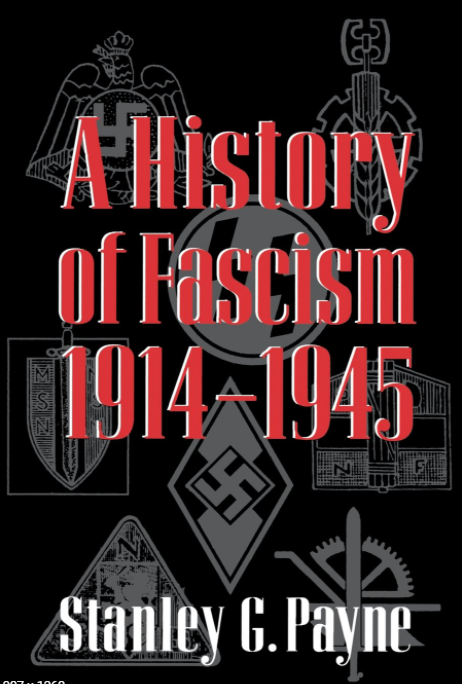 A History
of Fascism
1914–1945
M
S
N
N
F
N
Stanley G. Payne